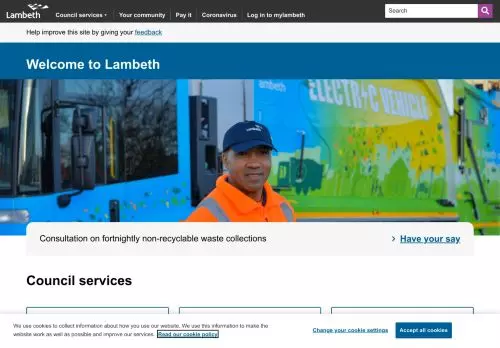 Lambeth
Council services
Your community
Pay it
Coronavirus
Log in to mylambeth
Search
Help improve this site by giving your feedback
Welcome to Lambeth
lambeth
ELECTRIC VEHICLE
Lambeth
Consultation on fortnightly non-recyclable waste collections
Have your say
Council services
We use cookies to collect information about how you use our website. We use this information to make the
website work as well as possible and improve our services. Read our cookie policy
Change your cookie settings
Accept all cookies